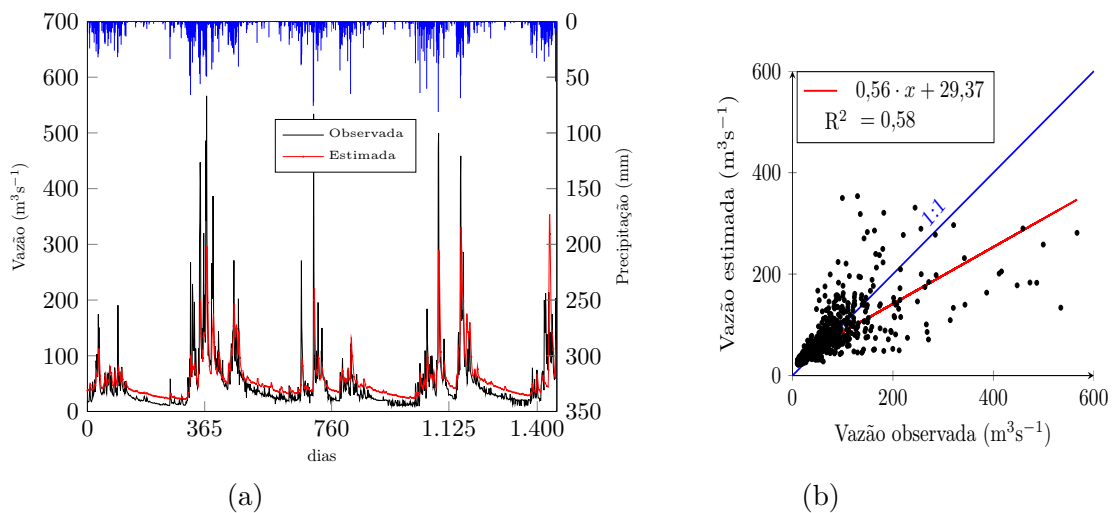 700
600
500
400
300
200
100
0
Vazão (m³s⁻¹)
0
365
760
1.125
1.400
dias
0
50
100
150
200
250
300
350
Precipitação (mm)
Observada
Estimada
(a)
600
400
200
0
Vazão estimada (m³s⁻¹)
0,56 · x + 29,37
R² = 0,58
1:1
0
200
400
600
Vazão observada (m³s⁻¹)
(b)